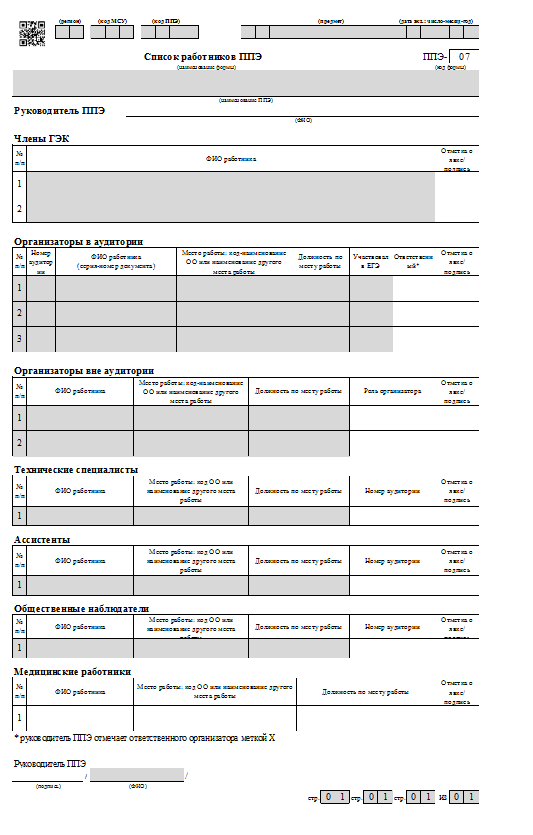 (регион) (код МСУ) (код ППЭ) (предмет) (дата экз.: число-месяц-год)
Список работников ППЭ ППЭ- 07
(наименование формы) (код формы)
(наименование ППЭ)
Руководитель ППЭ
(ФИО)
Члены ГЭК
№ п/п ФИО работника Отметка о явке/ подпись
1
2
Организаторы в аудитории
№ п/п Номер аудитор ии ФИО работника (серия-номер документа) Место работы: код-наименование ОО или наименование другого места работы Должность по месту работы Участвовал в ЕГЭ Ответственн ый* Отметка о явке/ подпись
1
2
3
Организаторы вне аудитории
№ п/п ФИО работника Место работы: код-наименование ОО или наименование другого места работы Должность по месту работы Роль организатора Отметка о явке/ подпись
1
2
Технические специалисты
№ п/п ФИО работника Место работы: код ОО или наименование другого места работы Должность по месту работы Номер аудитории Отметка о явке/ подпись
1
Ассистенты
№ п/п ФИО работника Место работы: код ОО или наименование другого места работы Должность по месту работы Номер аудитории Отметка о явке/ подпись
1
Общественные наблюдатели
№ п/п ФИО работника Место работы: код ОО или наименование другого места работы Должность по месту работы Номер аудитории Отметка о явке/ подпись
1
Медицинские работники
№ п/п ФИО работника Место работы: код ОО или наименование другого места работы Должность по месту работы Отметка о явке/ подпись
1
* руководитель ППЭ отмечает ответственного организатора меткой X
Руководитель ППЭ
/ /
(подпись) (ФИО)
стр. 0 1 стр. 0 1 стр. 0 1 из 0 1